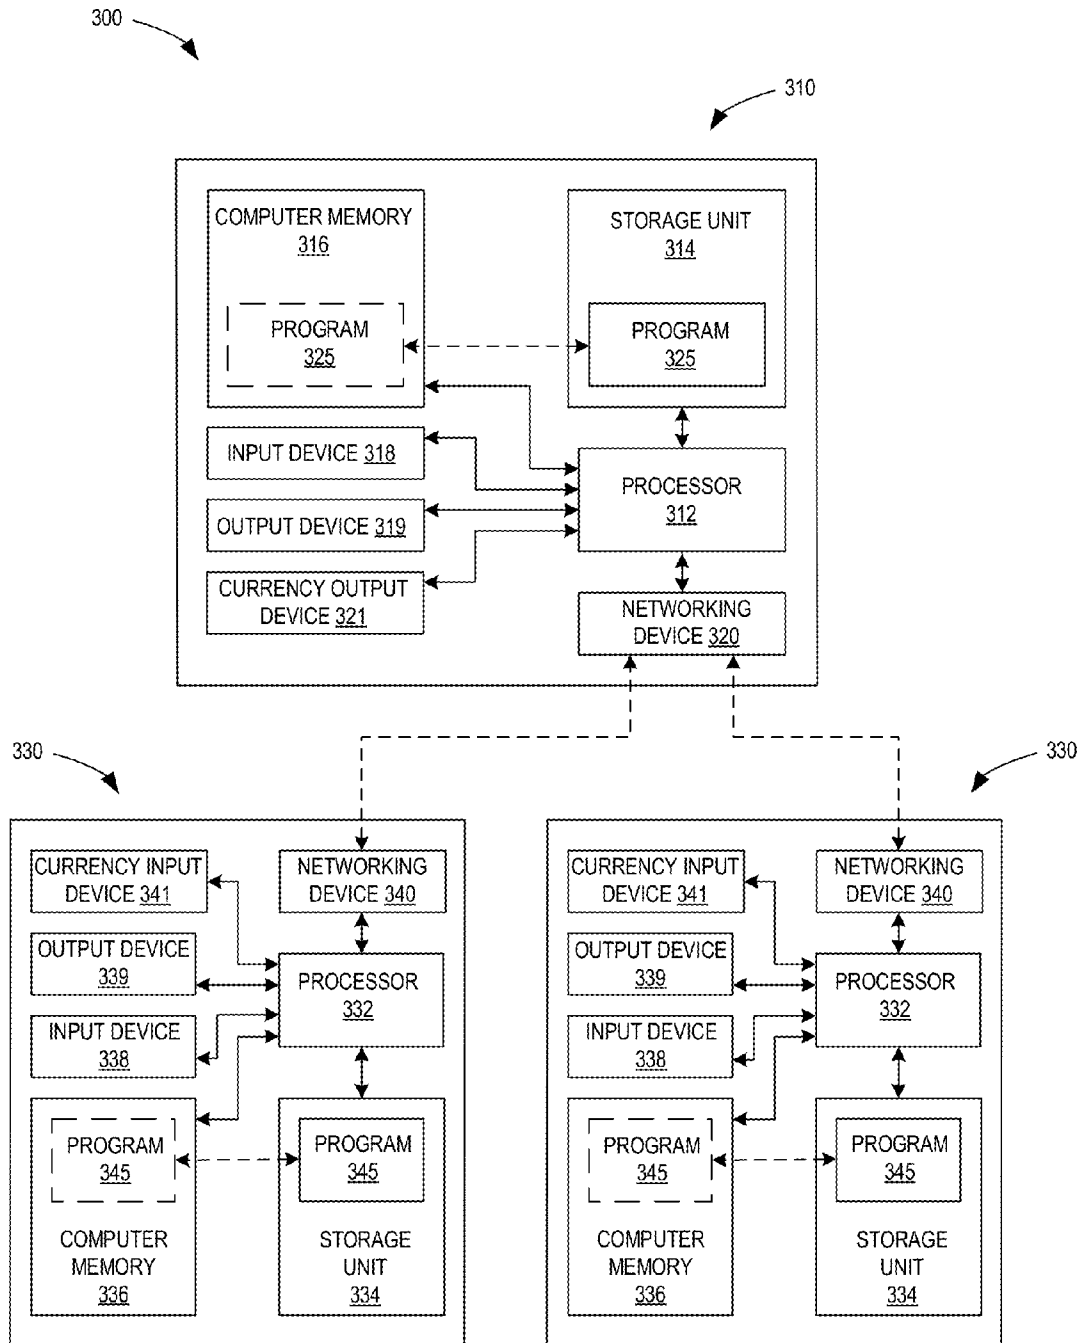 300
310
COMPUTER MEMORY
316
PROGRAM
325
STORAGE UNIT
314
PROGRAM
325
INPUT DEVICE 318
OUTPUT DEVICE 319
CURRENCY OUTPUT
DEVICE 321
PROCESSOR
312
NETWORKING
DEVICE 320
330
330
CURRENCY INPUT
DEVICE 341
NETWORKING
DEVICE 340
OUTPUT DEVICE
339
PROCESSOR
332
INPUT DEVICE
338
PROGRAM
345
COMPUTER
MEMORY
336
PROGRAM
345
STORAGE
UNIT
334
CURRENCY INPUT
DEVICE 341
NETWORKING
DEVICE 340
OUTPUT DEVICE
339
PROCESSOR
332
INPUT DEVICE
338
PROGRAM
345
COMPUTER
MEMORY
336
PROGRAM
345
STORAGE
UNIT
334